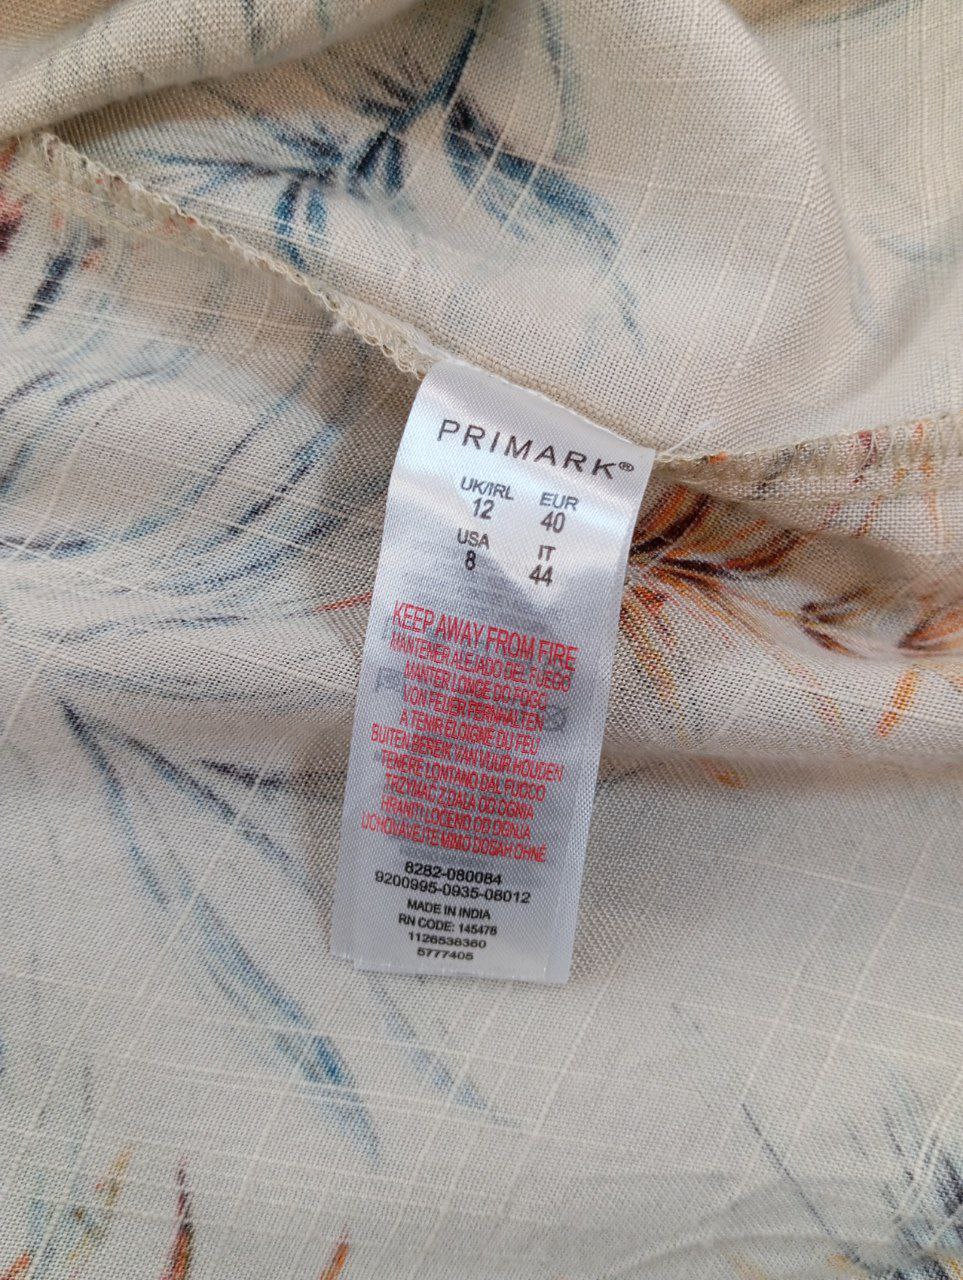 PRIMARK®
UK/IRL EUR
12 40
USA IT
8 44
KEEP AWAY FROM FIRE
MANTENER ALEJADO DEL FUEGO
MANTER LONGE DO FOGO
VON FEUER FERNHALTEN
À TENIR ÉLOIGNÉ DU FEU
BUITEN BEREIK VAN VUUR HOUDEN
TENERE LONTANO DAL FUOCO
TRZYMAĆ Z DALA OD OGNIA
HRANITI LOČENO OD OGNJA
UCHOVÁVEJTE MIMO DOSAH OHNĚ
8282-080084
9200995-0935-08012
MADE IN INDIA
RN CODE: 145478
1126538360
5777405